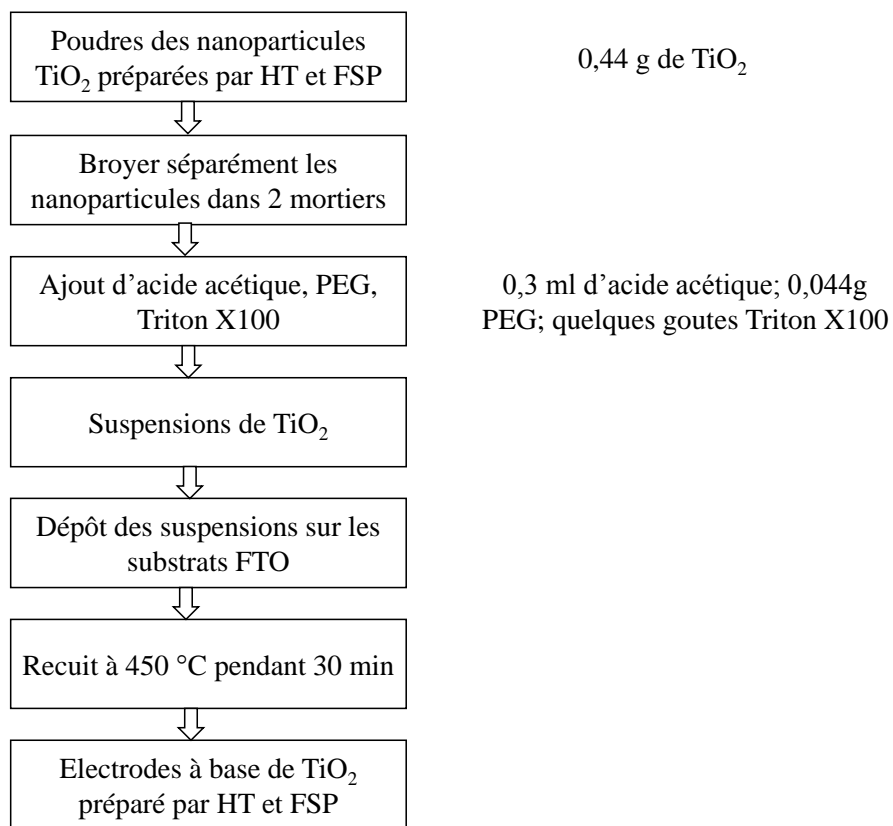 Poudres des nanoparticules
TiO₂ préparées par HT et FSP
0,44 g de TiO₂
Broyer séparément les
nanoparticules dans 2 mortiers
Ajout d’acide acétique, PEG,
Triton X100
0,3 ml d’acide acétique; 0,044g
PEG; quelques goutes Triton X100
Suspensions de TiO₂
Dépôt des suspensions sur les
substrats FTO
Recuit à 450 °C pendant 30 min
Electrodes à base de TiO₂
préparé par HT et FSP